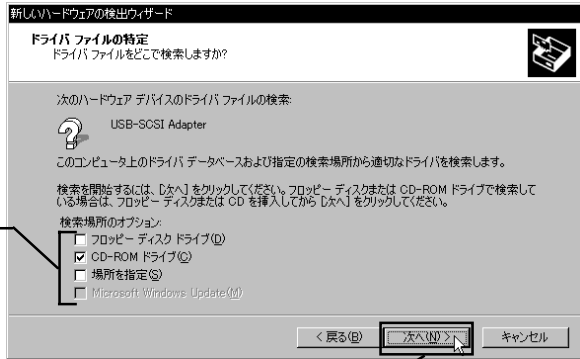 新しいハードウェアの検出ウィザード
ドライバ ファイルの特定
ドライバ ファイルをどこで検索しますか?
次のハードウェア デバイスのドライバ ファイルの検索:
USB-SCSI Adapter
このコンピュータ上のドライバ データベースおよび指定の検索場所から適切なドライバを検索します。
検索を開始するには、[次へ] をクリックしてください。フロッピー ディスクまたは CD-ROM ドライブで検索して
いる場合は、フロッピー ディスクまたは CD を挿入してから [次へ] をクリックしてください。
検索場所のオプション:
フロッピー ディスク ドライブ(D)
CD-ROM ドライブ(C)
場所を指定(S)
Microsoft Windows Update(M)
< 戻る(B) 次へ(N) > キャンセル